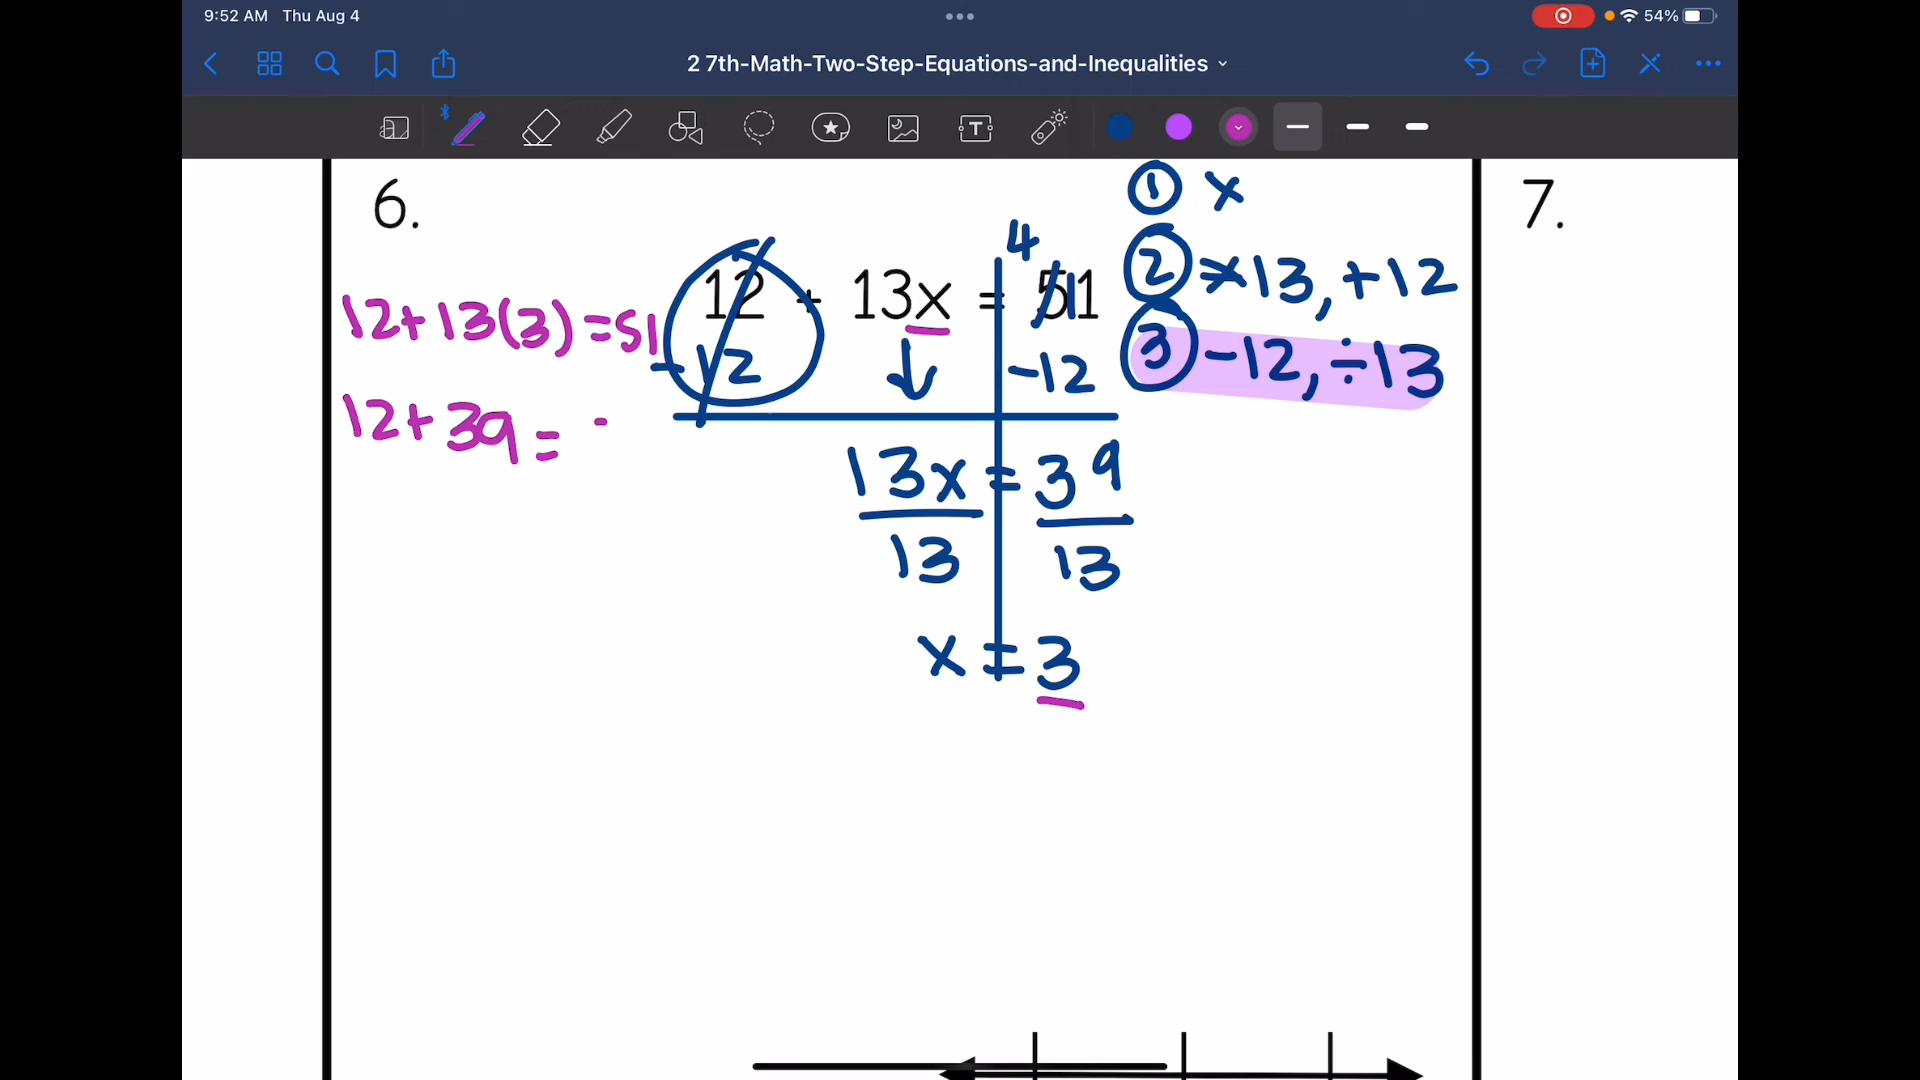 9:52 AM Thu Aug 4
54%
2 7th-Math-Two-Step-Equations-and-Inequalities
6.
7.
① x
4
12 + 13x = 51
② ×13, +12
12+13(3)=51
-12
-12
③ -12, ÷13
12+39=
13x=39
13 13
x=3